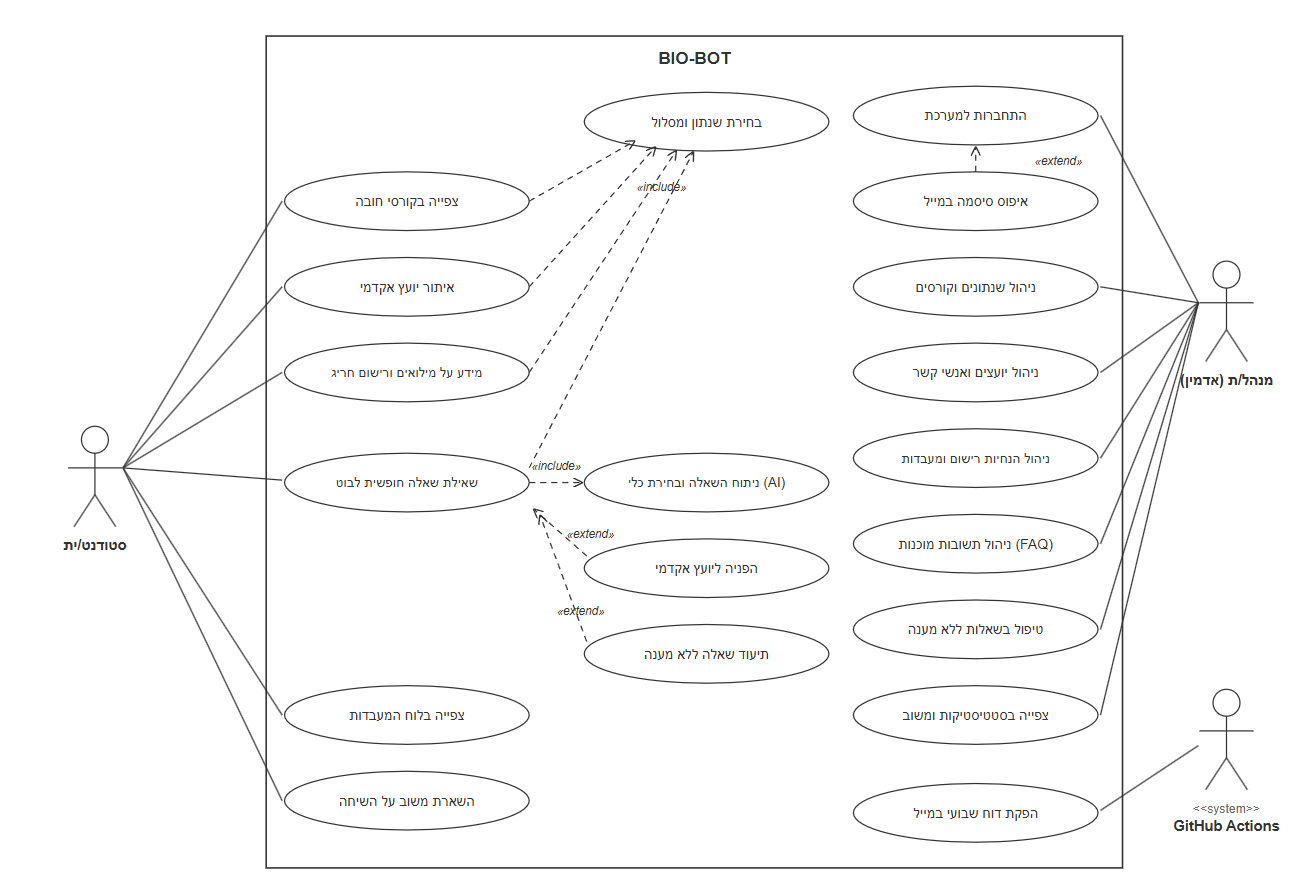 BIO-BOT
בחירת שנתון ומסלול
התחברות למערכת
«extend»
«include»
צפייה בקורסי חובה
איפוס סיסמה במייל
איתור יועץ אקדמי
ניהול שנתונים וקורסים
מידע על מילואים ורישום חריג
ניהול יועצים ואנשי קשר
מנהל/ת (אדמין)
«include»
שאילת שאלה חופשית לבוט
ניתוח השאלה ובחירת כלי (AI)
ניהול הנחיות רישום ומעבדות
סטודנט/ית
«extend»
הפניה ליועץ אקדמי
ניהול תשובות מוכנות (FAQ)
«extend»
תיעוד שאלה ללא מענה
טיפול בשאלות ללא מענה
צפייה בלוח המעבדות
צפייה בסטטיסטיקות ומשוב
השארת משוב על השיחה
הפקת דוח שבועי במייל
<<system>>
GitHub Actions